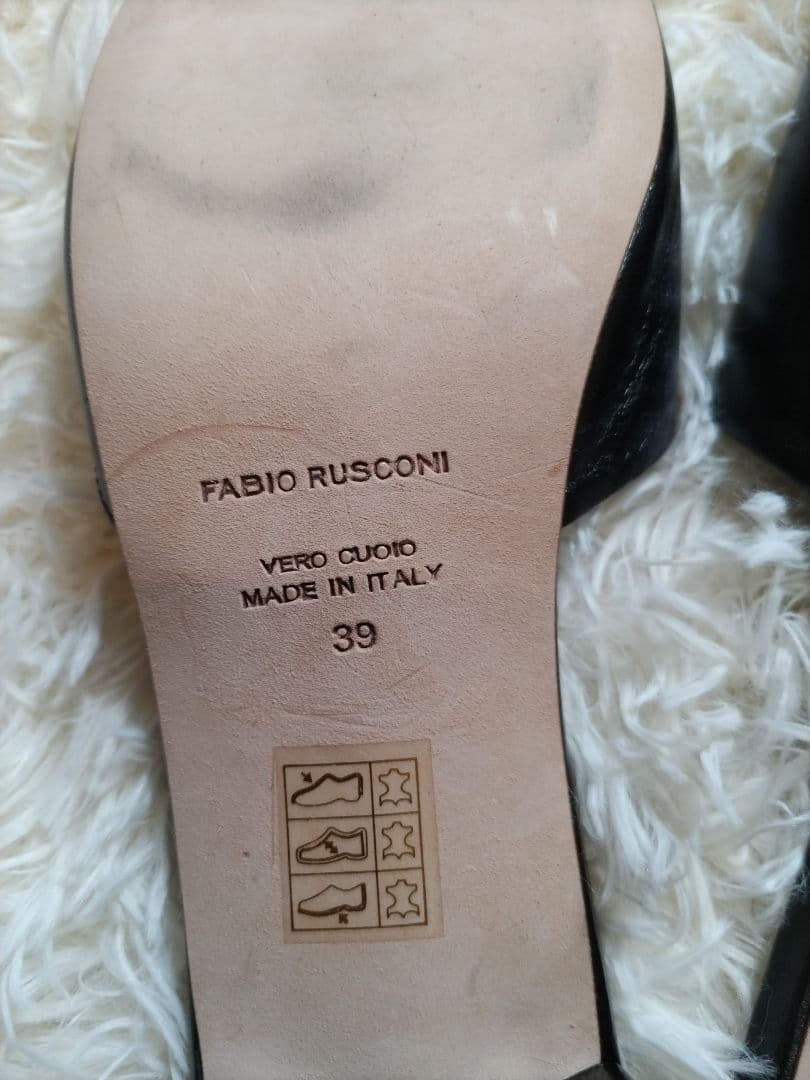 FABIO RUSCONI
VERO CUOIO
MADE IN ITALY
39